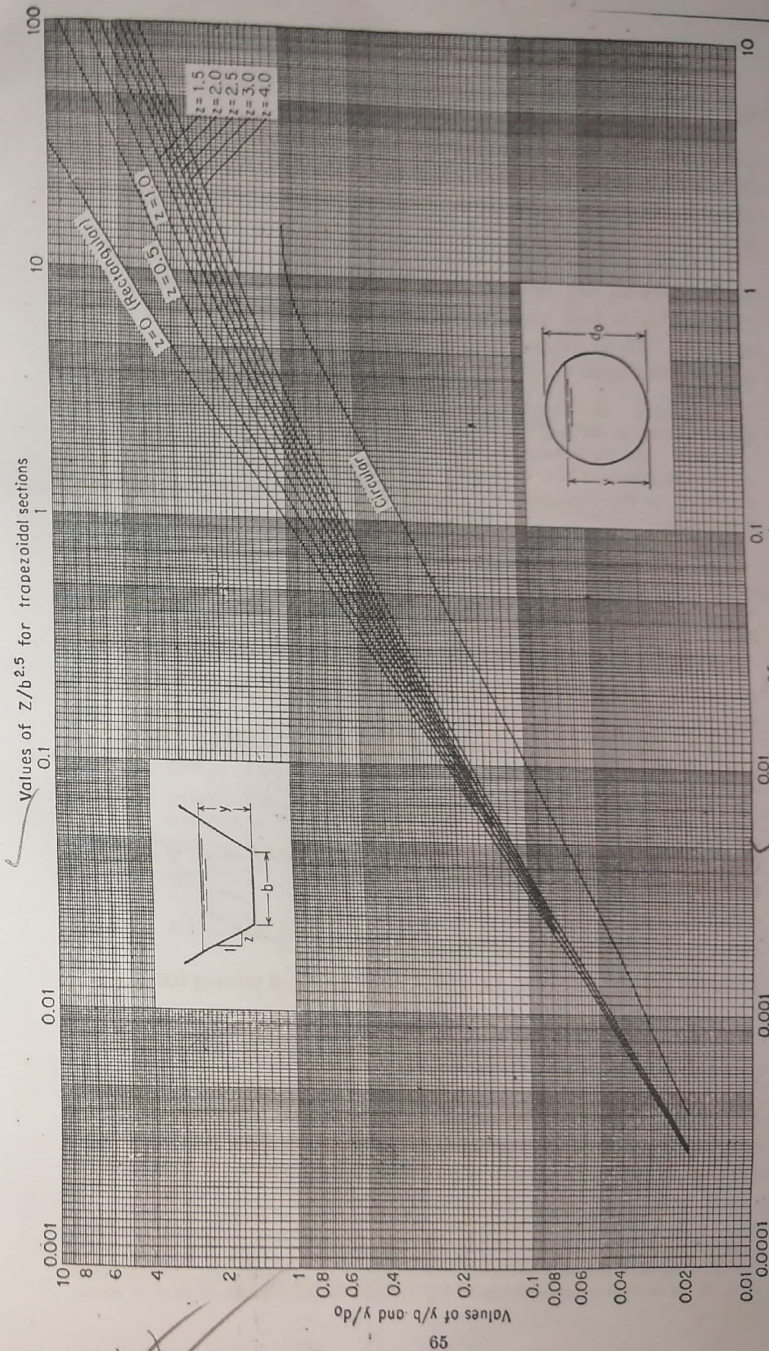 Values of Z/b^2.5 for trapezoidal sections
0.001
0.01
0.1
1
10
100
Values of y/b and y/d₀
10
8
6
4
2
1
0.8
0.6
0.4
0.2
0.1
0.08
0.06
0.04
0.02
0.01
z=0 (Rectangular)
z=0.5
z=1.0
z=1.5
z=2.0
z=2.5
z=3.0
z=4.0
Circular
1
z
b
y
y
d₀
0.0001
0.001
0.01
0.1
1
10
65